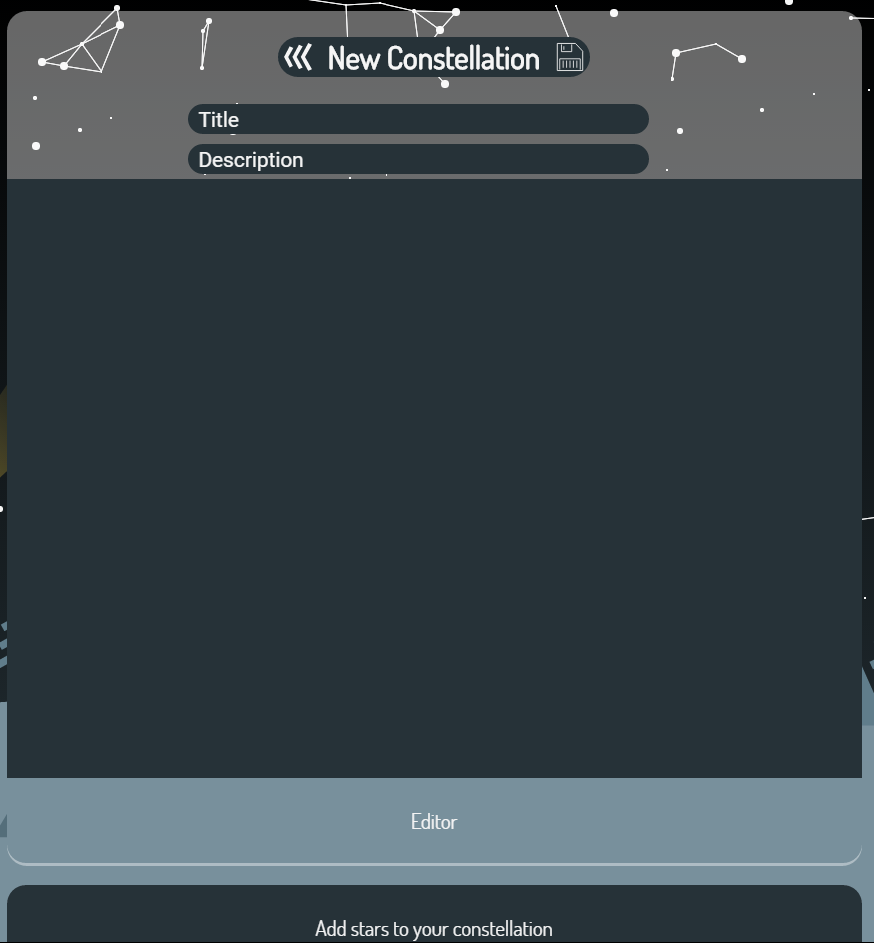 New Constellation
Title
Description
Editor
Add stars to your constellation